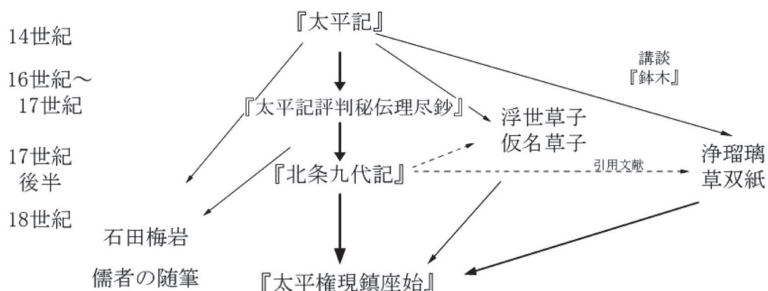 14世紀
『太平記』
講談
『鉢木』
16世紀～
17世紀
『太平記評判秘伝理尽鈔』
浮世草子
仮名草子
17世紀
後半
『北条九代記』
引用文献
浄瑠璃
草双紙
18世紀
石田梅岩
儒者の随筆
『太平権現鎮座始』